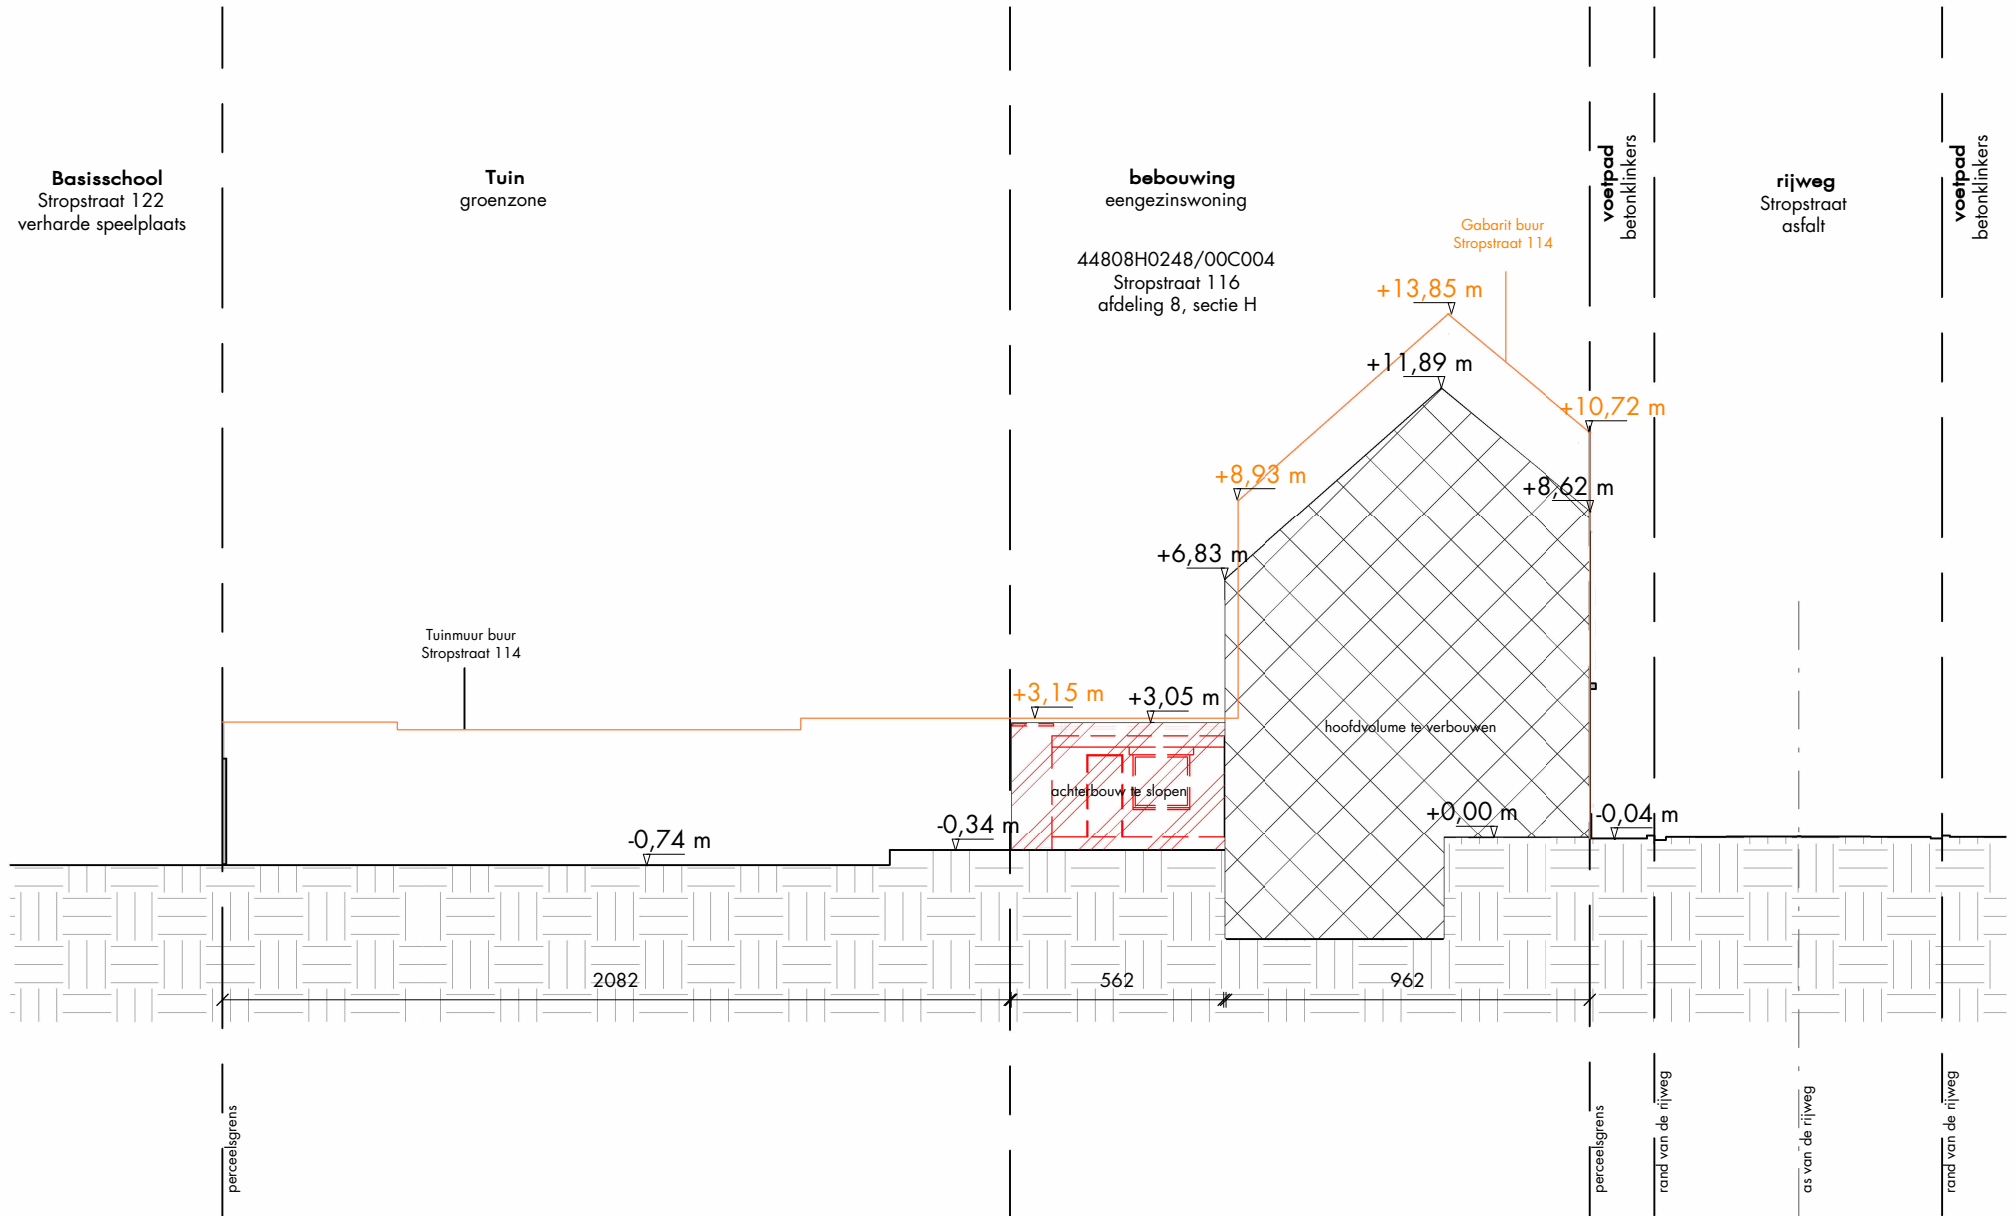 Basisschool
Stropstraat 122
verharde speelplaats
Tuin
groenzone
bebouwing
eengezinswoning
44808H0248/00C004
Stropstraat 116
afdeling 8, sectie H
voetpad
betonklinkers
rijweg
Stropstraat
asfalt
voetpad
betonklinkers
Gabarit buur
Stropstraat 114
+13,85 m
+11,89 m
+10,72 m
+8,93 m
+8,62 m
+6,83 m
Tuinmuur buur
Stropstraat 114
+3,15 m
+3,05 m
hoofdvolume te verbouwen
achterbouw te slopen
+0,00 m
-0,04 m
-0,34 m
-0,74 m
2082
562
962
perceelsgrens
perceelsgrens
rand van de rijweg
as van de rijweg
rand van de rijweg